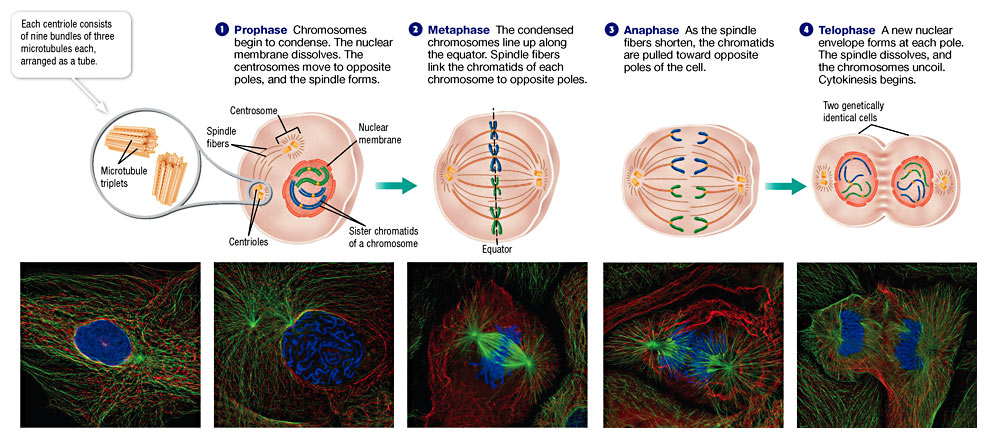 Each centriole consists
of nine bundles of three
microtubules each,
arranged as a tube.
1 Prophase Chromosomes
begin to condense. The nuclear
membrane dissolves. The
centrosomes move to opposite
poles, and the spindle forms.
2 Metaphase The condensed
chromosomes line up along
the equator. Spindle fibers
link the chromatids of each
chromosome to opposite poles.
3 Anaphase As the spindle
fibers shorten, the chromatids
are pulled toward opposite
poles of the cell.
4 Telophase A new nuclear
envelope forms at each pole.
The spindle dissolves, and
the chromosomes uncoil.
Cytokinesis begins.
Microtubule
triplets
Centrosome
Spindle
fibers
Nuclear
membrane
Centrioles
Sister chromatids
of a chromosome
Equator
Two genetically
identical cells